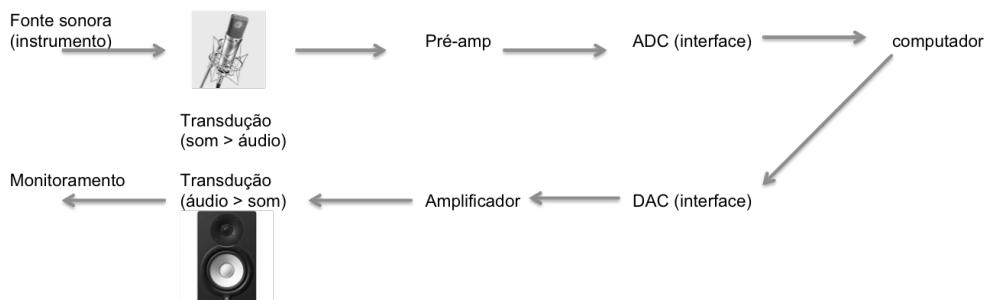 Fonte sonora
(instrumento)
Pré-amp
ADC (interface)
computador
Transdução
(som > áudio)
Monitoramento
Transdução
(áudio > som)
Amplificador
DAC (interface)